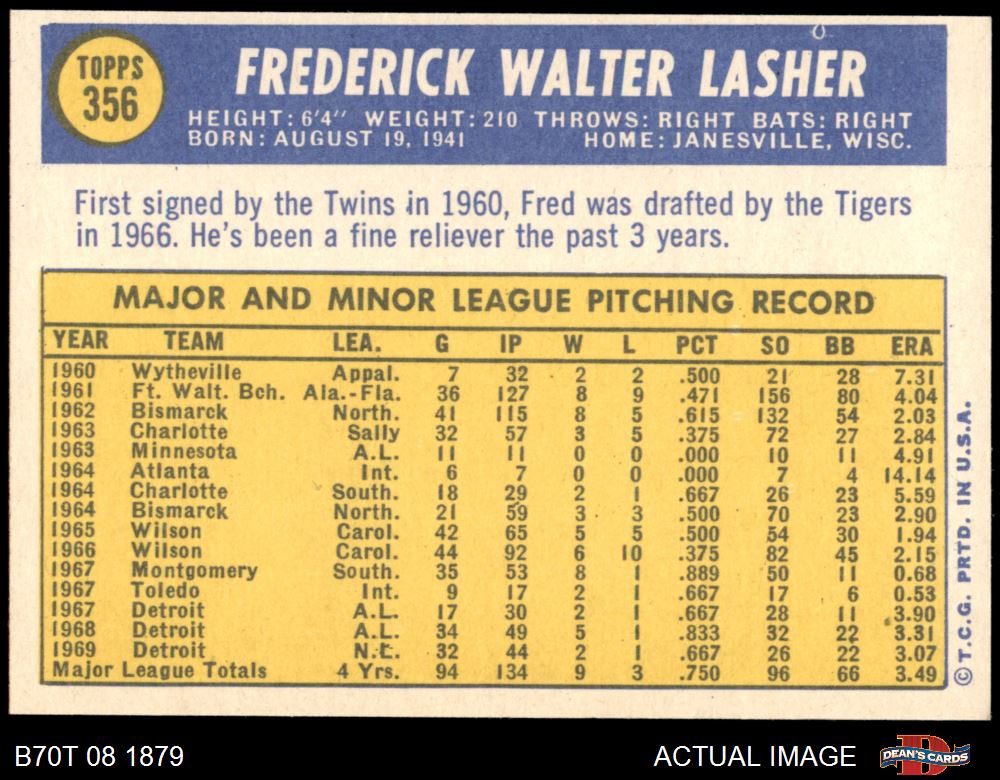 TOPPS
356
FREDERICK WALTER LASHER
HEIGHT: 6'4" WEIGHT: 210 THROWS: RIGHT BATS: RIGHT
BORN: AUGUST 19, 1941 HOME: JANESVILLE, WISC.
First signed by the Twins in 1960, Fred was drafted by the Tigers
in 1966. He's been a fine reliever the past 3 years.
MAJOR AND MINOR LEAGUE PITCHING RECORD
YEAR TEAM LEA. G IP W L PCT SO BB ERA
1960 Wytheville Appal. 7 32 2 2 .500 21 28 7.31
1961 Ft. Walt. Bch. Ala.-Fla. 36 127 8 9 .471 156 80 4.04
1962 Bismarck North. 41 115 8 5 .615 132 54 2.03
1963 Charlotte Sally 32 57 3 5 .375 72 27 2.84
1963 Minnesota A.L. 11 11 0 0 .000 10 11 4.91
1964 Atlanta Int. 6 7 0 0 .000 7 4 14.14
1964 Charlotte South. 18 29 2 1 .667 26 23 5.59
1964 Bismarck North. 21 59 3 3 .500 70 23 2.90
1965 Wilson Carol. 42 65 5 5 .500 54 30 1.94
1966 Wilson Carol. 44 92 6 10 .375 82 45 2.15
1967 Montgomery South. 35 53 8 1 .889 50 11 0.68
1967 Toledo Int. 9 17 2 1 .667 17 6 0.53
1967 Detroit A.L. 17 30 2 1 .667 28 11 3.90
1968 Detroit A.L. 34 49 5 1 .833 32 22 3.31
1969 Detroit N.L. 32 44 2 1 .667 26 22 3.07
Major League Totals 4 Yrs. 94 134 9 3 .750 96 66 3.49
© T.C.G. PRTD. IN U.S.A.
B70T 08 1879
ACTUAL IMAGE
DEAN'S CARDS